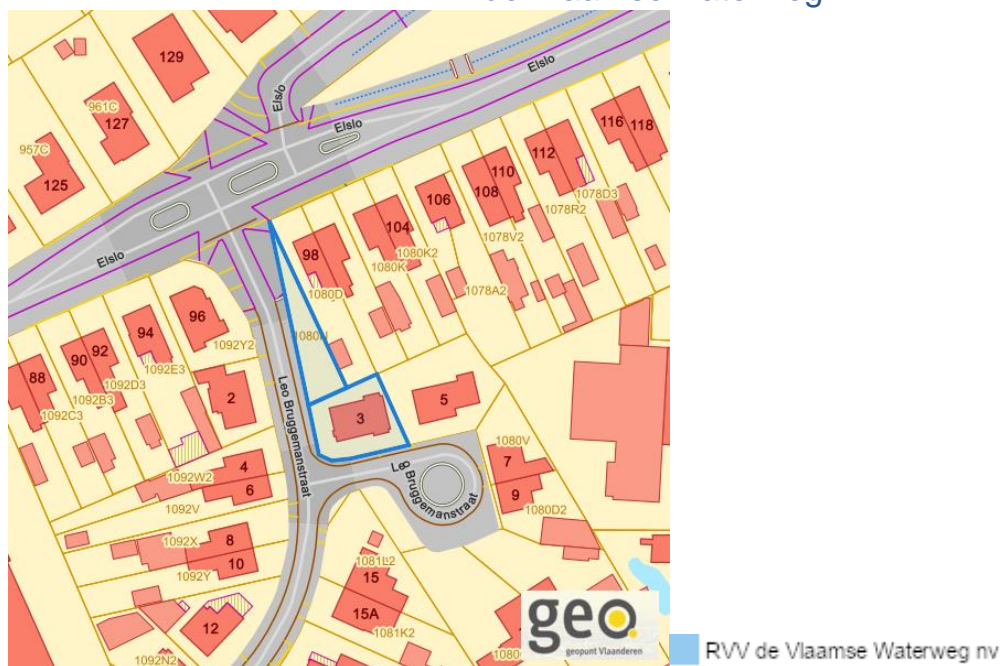 129
Elslo
961C
127
957C
125
Elslo
Elslo
Elslo
116
118
112
110
108
1078D3
106
1078R2
104
98
1078V2
1080K2
1080K
1078A2
1080D
96
94
1092Y2
92
90
1092E3
88
1092D3
1092B3
1092C3
2
Leo Bruggemanstraat
3
5
1080V
7
9
1080D2
Leo Bruggemanstraat
4
6
1092W2
1092V
8
10
1092X
1092Y
12
1092N2
1081L2
15
15A
1081K2
geo.
geopunt Vlaanderen
RVV de Vlaamse Waterweg nv